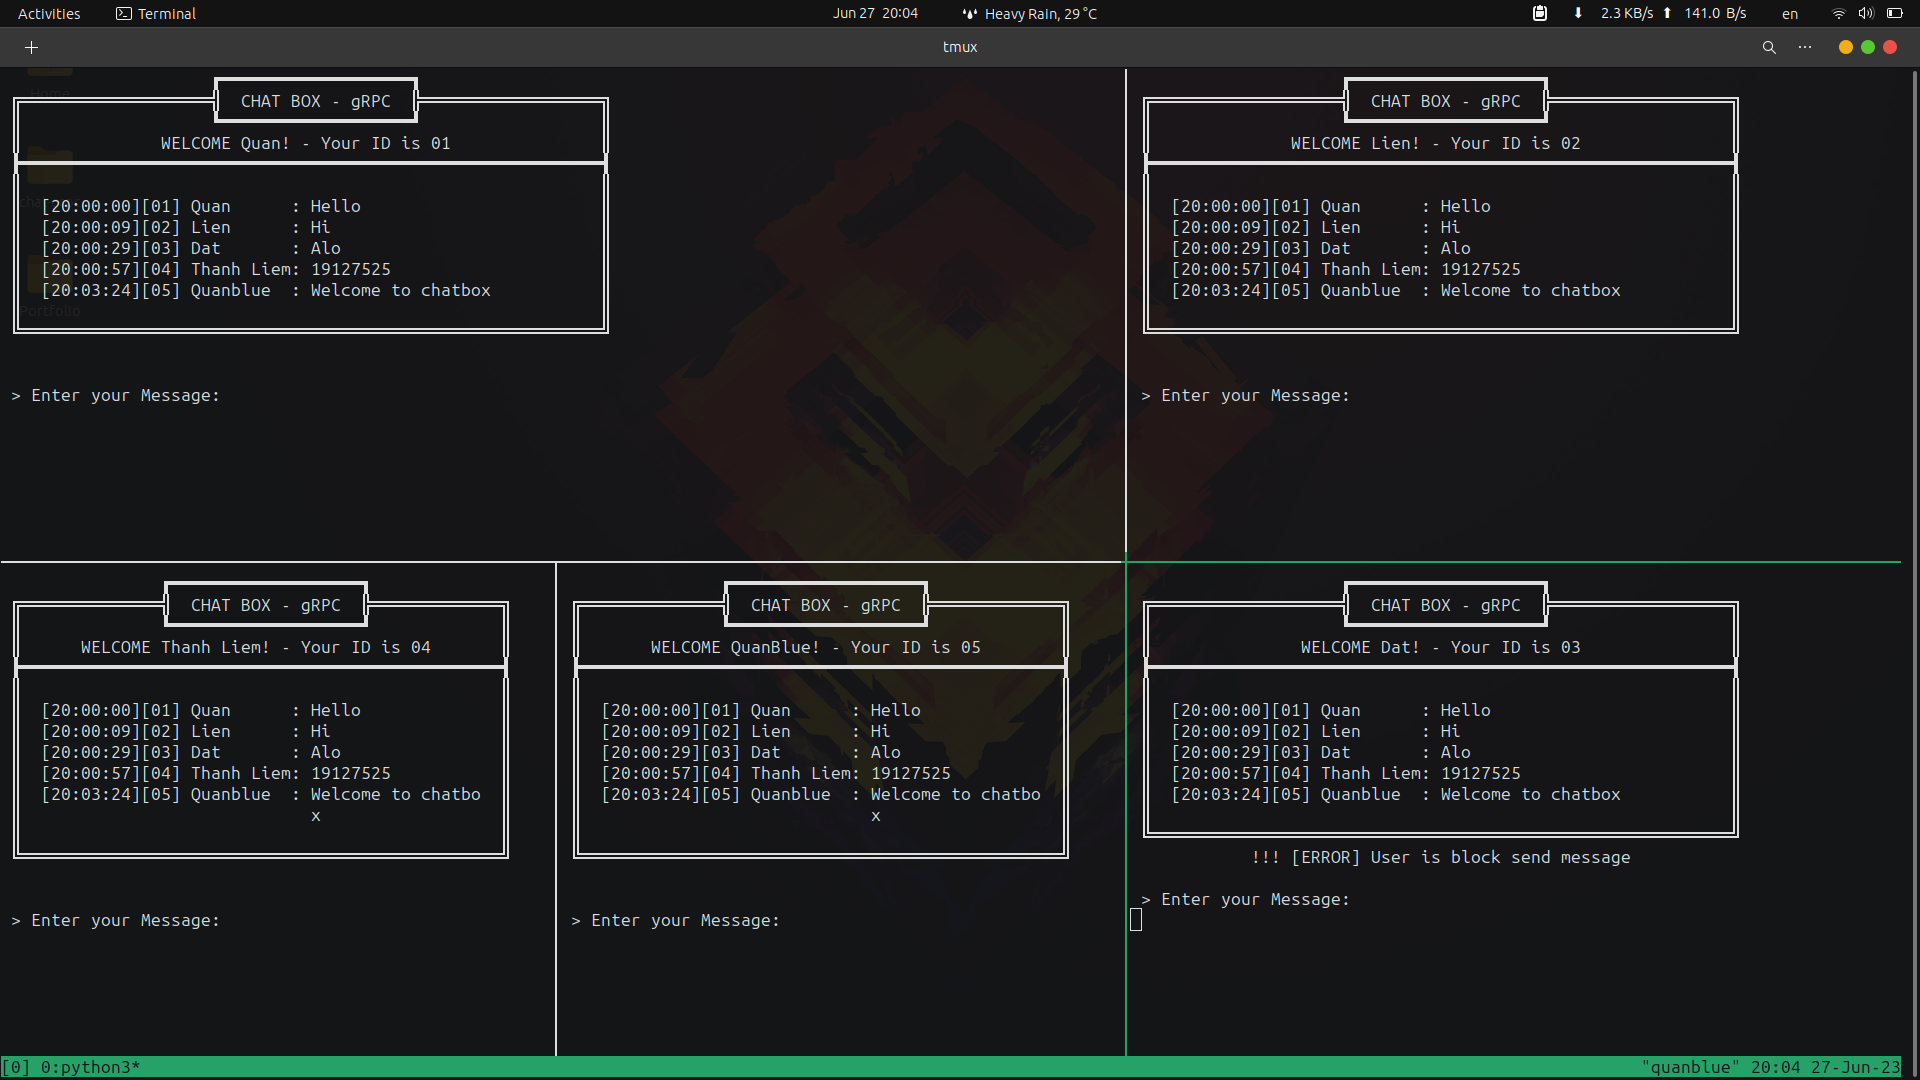 Activities Terminal Jun 27 20:04 Heavy Rain, 29 °C 2.3 KB/s 141.0 B/s en
tmux
Home
CHAT BOX - gRPC
WELCOME Quan! - Your ID is 01
[20:00:00][01] Quan : Hello
[20:00:09][02] Lien : Hi
[20:00:29][03] Dat : Alo
[20:00:57][04] Thanh Liem: 19127525
[20:03:24][05] Quanblue : Welcome to chatbox
Portfolio
> Enter your Message:
CHAT BOX - gRPC
WELCOME Lien! - Your ID is 02
[20:00:00][01] Quan : Hello
[20:00:09][02] Lien : Hi
[20:00:29][03] Dat : Alo
[20:00:57][04] Thanh Liem: 19127525
[20:03:24][05] Quanblue : Welcome to chatbox
> Enter your Message:
CHAT BOX - gRPC
WELCOME Thanh Liem! - Your ID is 04
[20:00:00][01] Quan : Hello
[20:00:09][02] Lien : Hi
[20:00:29][03] Dat : Alo
[20:00:57][04] Thanh Liem: 19127525
[20:03:24][05] Quanblue : Welcome to chatbo
x
> Enter your Message:
CHAT BOX - gRPC
WELCOME QuanBlue! - Your ID is 05
[20:00:00][01] Quan : Hello
[20:00:09][02] Lien : Hi
[20:00:29][03] Dat : Alo
[20:00:57][04] Thanh Liem: 19127525
[20:03:24][05] Quanblue : Welcome to chatbo
x
> Enter your Message:
CHAT BOX - gRPC
WELCOME Dat! - Your ID is 03
[20:00:00][01] Quan : Hello
[20:00:09][02] Lien : Hi
[20:00:29][03] Dat : Alo
[20:00:57][04] Thanh Liem: 19127525
[20:03:24][05] Quanblue : Welcome to chatbox
!!! [ERROR] User is block send message
> Enter your Message:
[0] 0:python3* "quanblue" 20:04 27-Jun-23